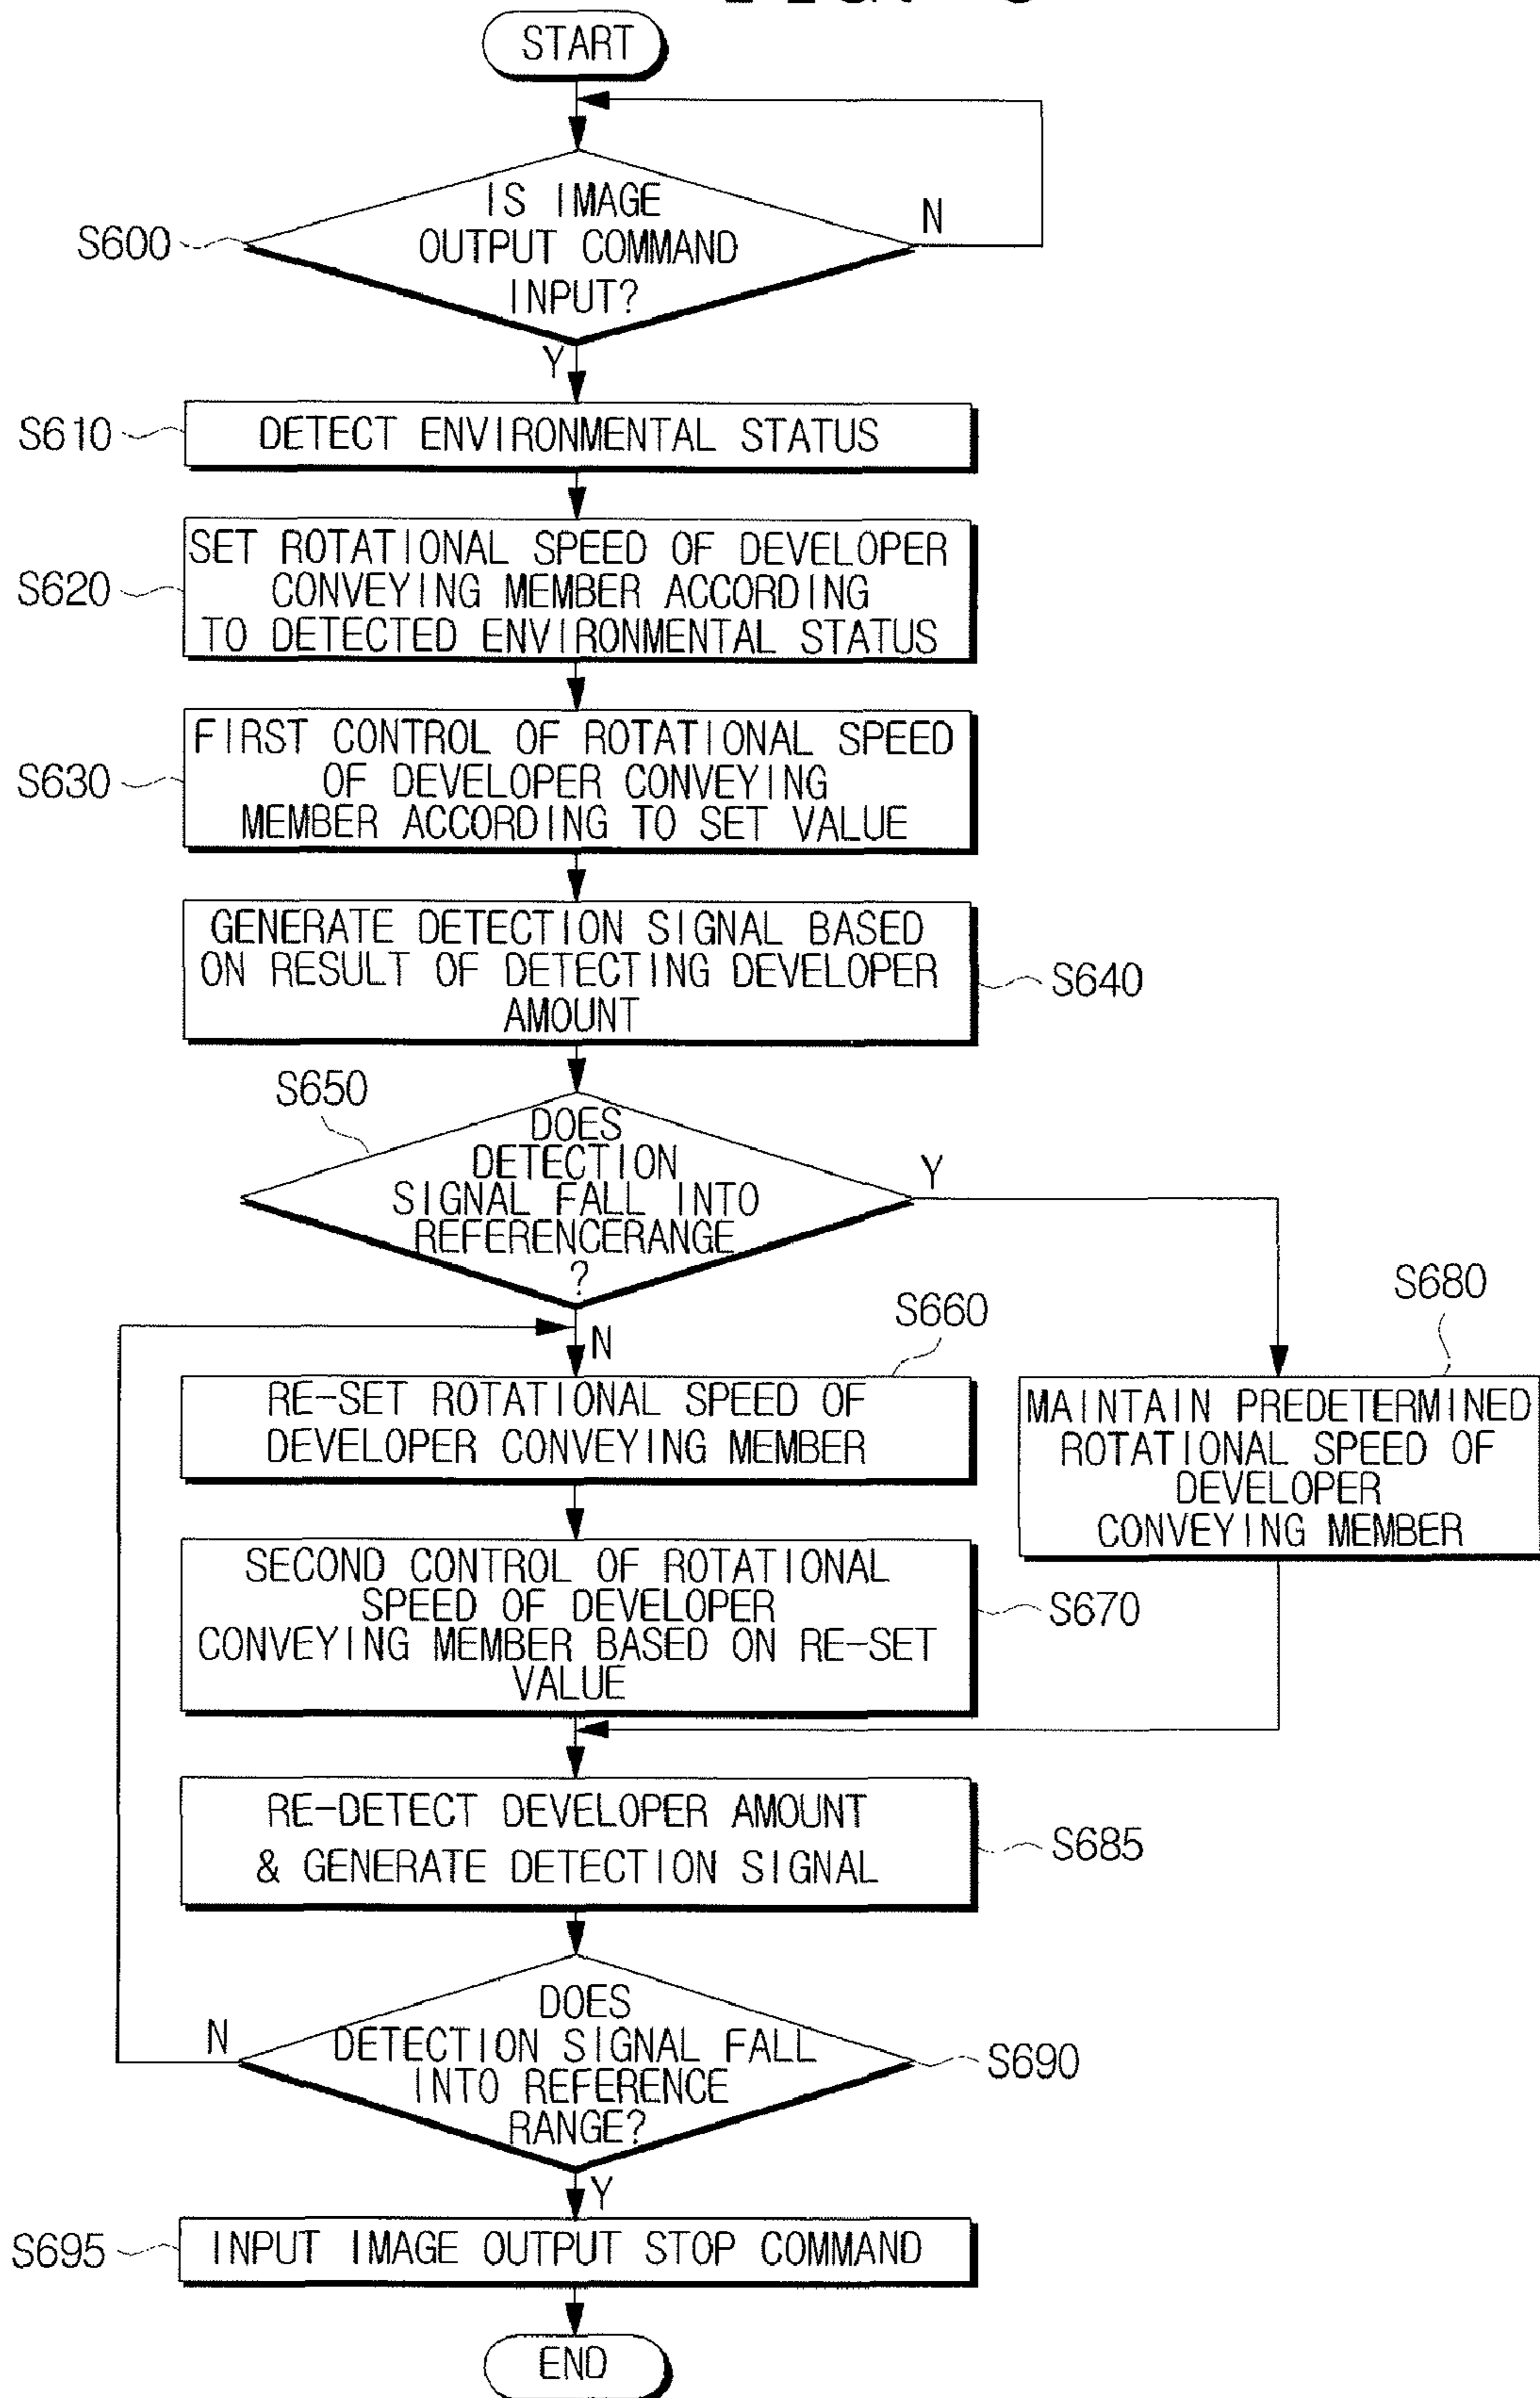 START
IS IMAGE
OUTPUT COMMAND
INPUT?
N
S600
Y
S610
DETECT ENVIRONMENTAL STATUS
S620
SET ROTATIONAL SPEED OF DEVELOPER
CONVEYING MEMBER ACCORDING
TO DETECTED ENVIRONMENTAL STATUS
S630
FIRST CONTROL OF ROTATIONAL SPEED
OF DEVELOPER CONVEYING
MEMBER ACCORDING TO SET VALUE
GENERATE DETECTION SIGNAL BASED
ON RESULT OF DETECTING DEVELOPER
AMOUNT
S640
S650
DOES
DETECTION
SIGNAL FALL INTO
REFERENCERANGE
?
Y
N
S660
RE-SET ROTATIONAL SPEED OF
DEVELOPER CONVEYING MEMBER
S680
MAINTAIN PREDETERMINED
ROTATIONAL SPEED OF
DEVELOPER
CONVEYING MEMBER
SECOND CONTROL OF ROTATIONAL
SPEED OF DEVELOPER
CONVEYING MEMBER BASED ON RE-SET
VALUE
S670
RE-DETECT DEVELOPER AMOUNT
& GENERATE DETECTION SIGNAL
S685
N
DOES
DETECTION SIGNAL FALL
INTO REFERENCE
RANGE?
S690
Y
S695
INPUT IMAGE OUTPUT STOP COMMAND
END